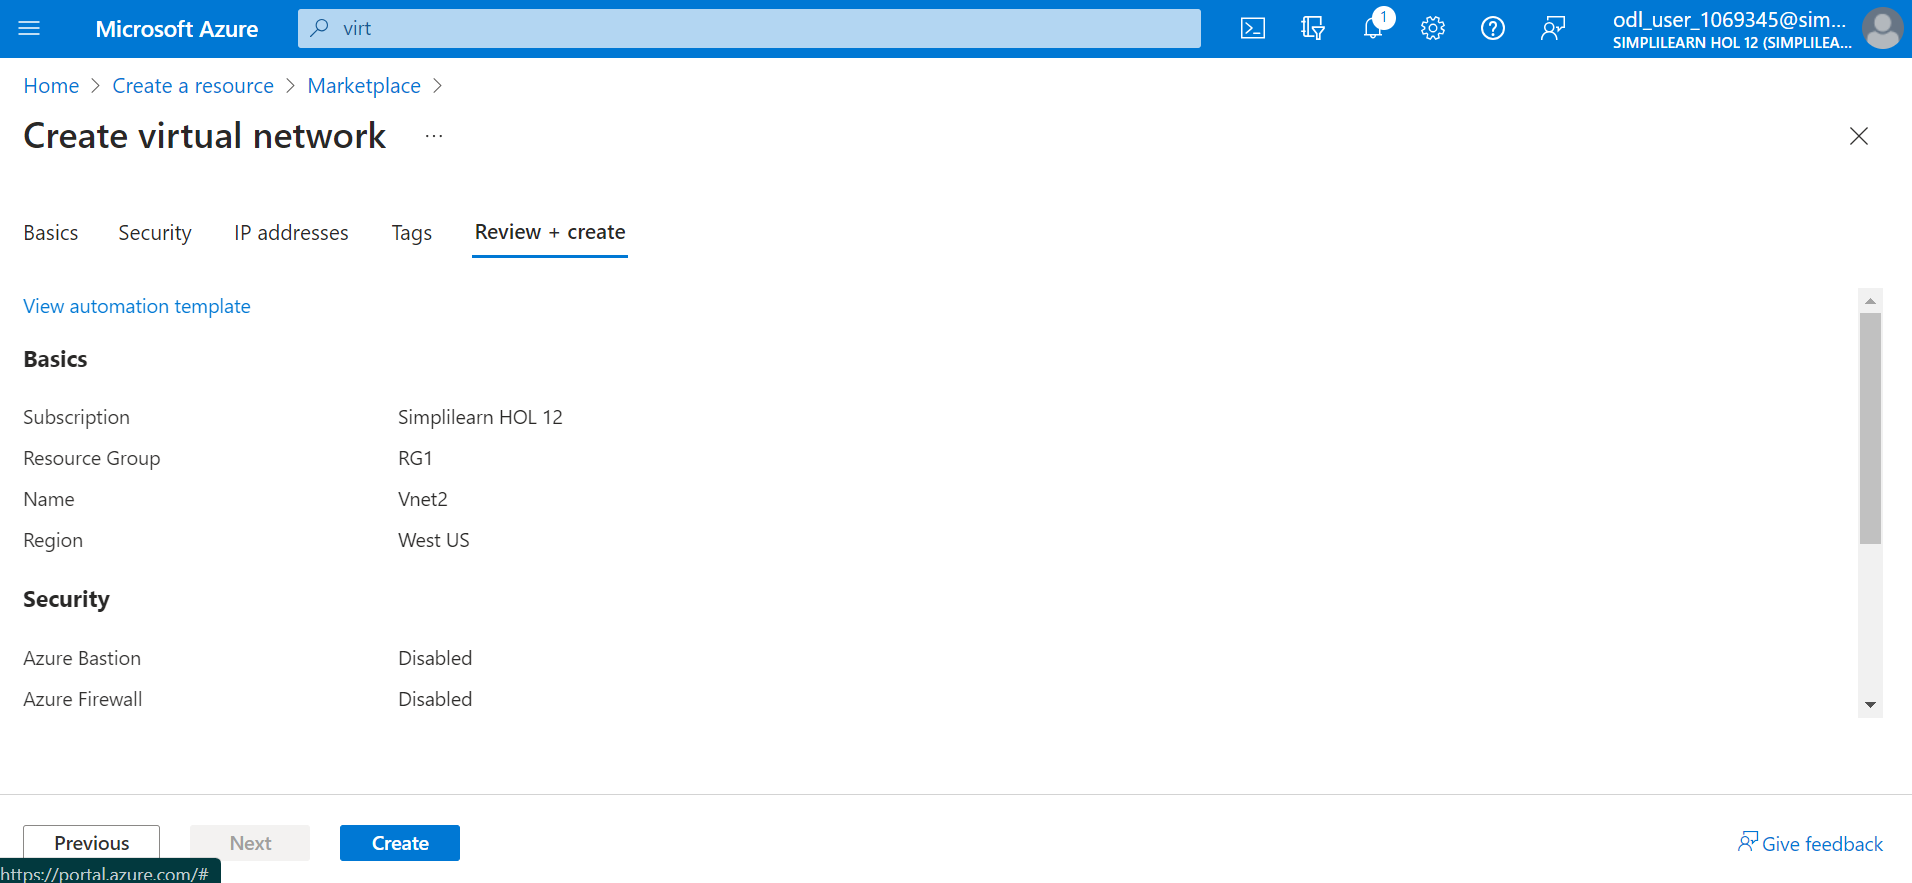 Microsoft Azure
virt
1
odl_user_1069345@sim...
SIMPLILEARN HOL 12 (SIMPLILEA...
Home > Create a resource > Marketplace >
Create virtual network ...
Basics Security IP addresses Tags Review + create
View automation template
Basics
Subscription Simplilearn HOL 12
Resource Group RG1
Name Vnet2
Region West US
Security
Azure Bastion Disabled
Azure Firewall Disabled
Previous Next Create Give feedback
https://portal.azure.com/#